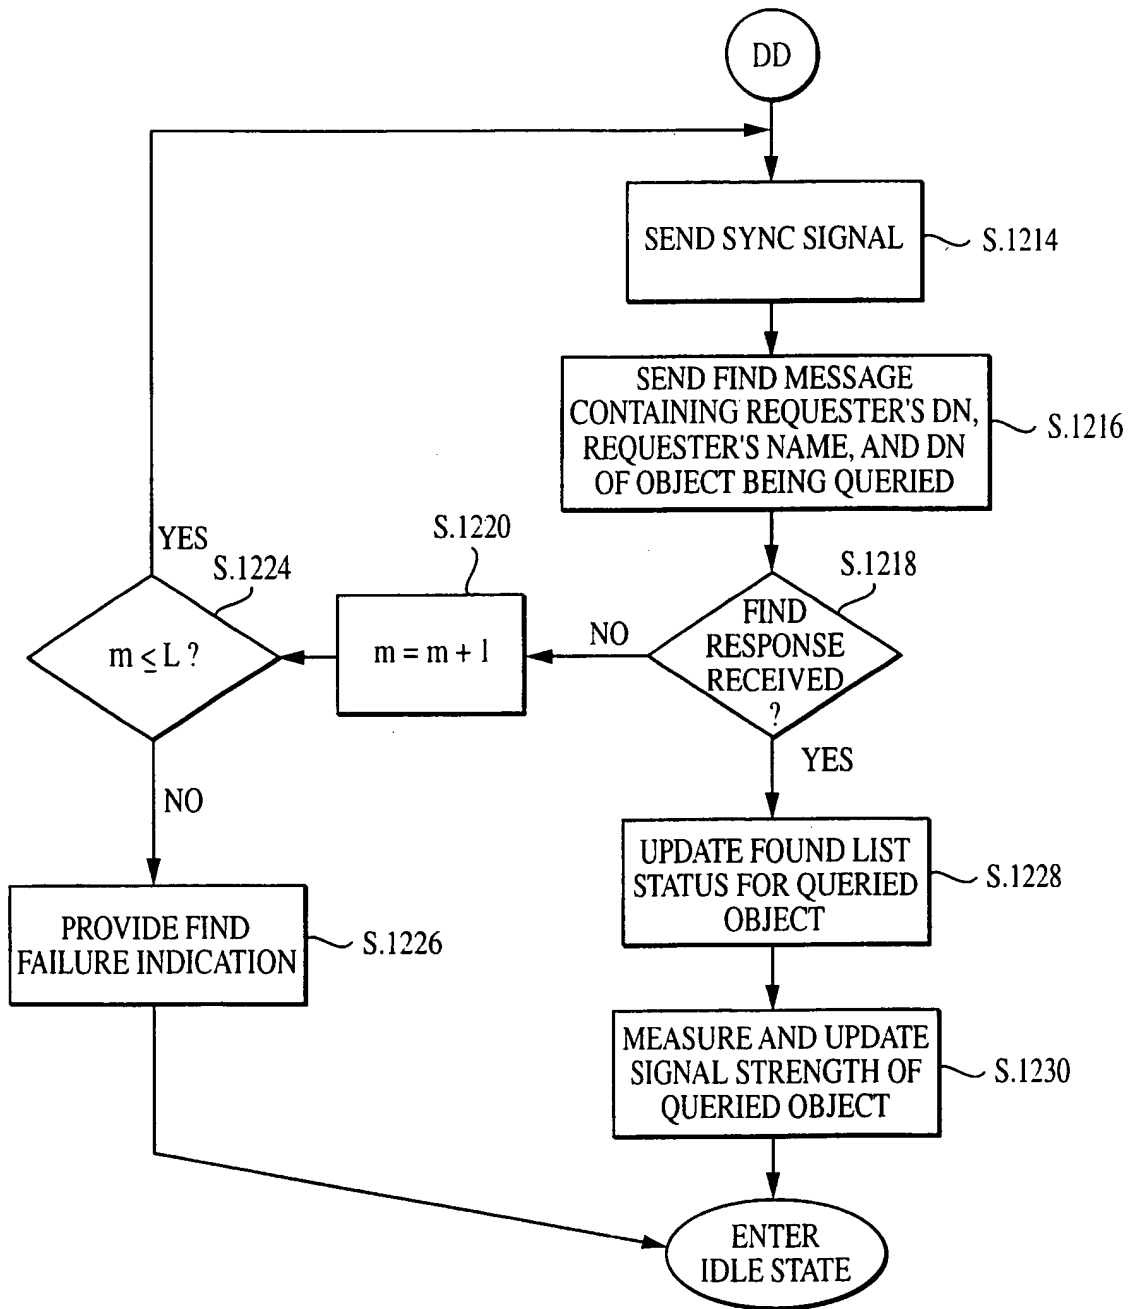 DD
SEND SYNC SIGNAL
S.1214
SEND FIND MESSAGE
CONTAINING REQUESTER'S DN,
REQUESTER'S NAME, AND DN
OF OBJECT BEING QUERIED
S.1216
FIND
RESPONSE
RECEIVED
?
S.1218
NO
m = m + 1
S.1220
m ≤ L ?
S.1224
YES
NO
PROVIDE FIND
FAILURE INDICATION
S.1226
YES
UPDATE FOUND LIST
STATUS FOR QUERIED
OBJECT
S.1228
MEASURE AND UPDATE
SIGNAL STRENGTH OF
QUERIED OBJECT
S.1230
ENTER
IDLE STATE